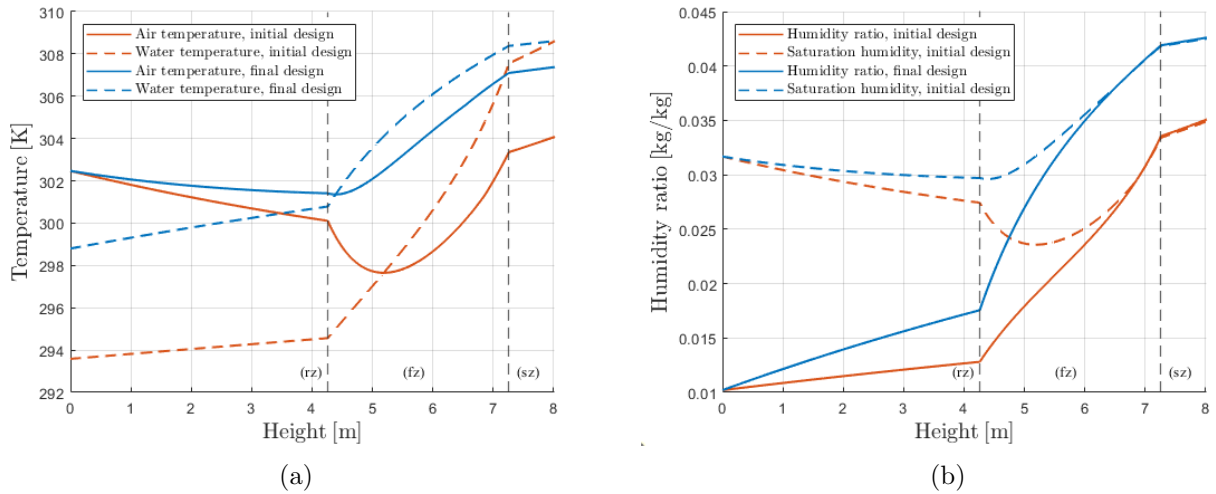 310
308
306
304
302
300
298
296
294
292
Temperature [K]
Air temperature, initial design
Water temperature, initial design
Air temperature, final design
Water temperature, final design
(rz)
(fz)
(sz)
0
1
2
3
4
5
6
7
8
Height [m]
(a)
0.045
0.04
0.035
0.03
0.025
0.02
0.015
0.01
Humidity ratio [kg/kg]
Humidity ratio, initial design
Saturation humidity, initial design
Humidity ratio, final design
Saturation humidity, initial design
(rz)
(fz)
(sz)
0
1
2
3
4
5
6
7
8
Height [m]
(b)